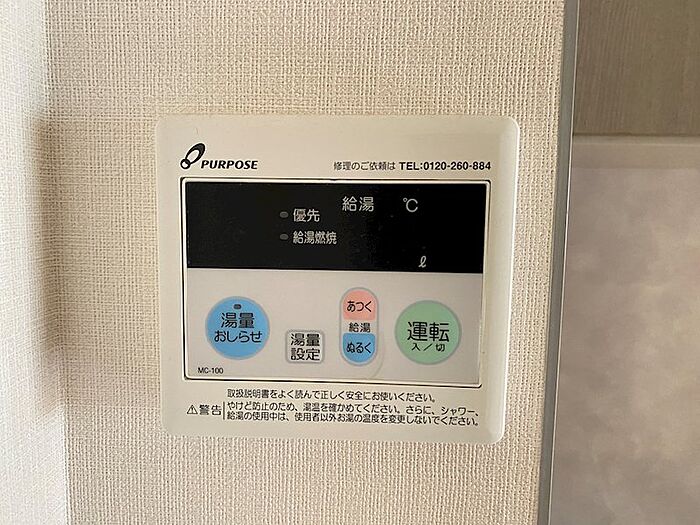 PURPOSE
修理のご依頼は TEL:0120-260-884
給湯 ℃
優先
給湯燃焼
ℓ
湯量
おしらせ
湯量
設定
あつく
給湯
ぬるく
運転
入/切
MC-100
取扱説明書をよく読んで正しく安全にお使いください。
⚠警告 やけど防止のため、湯温を確かめてください。さらに、シャワー、
給湯の使用中は、使用者以外お湯の温度を変更しないでください。